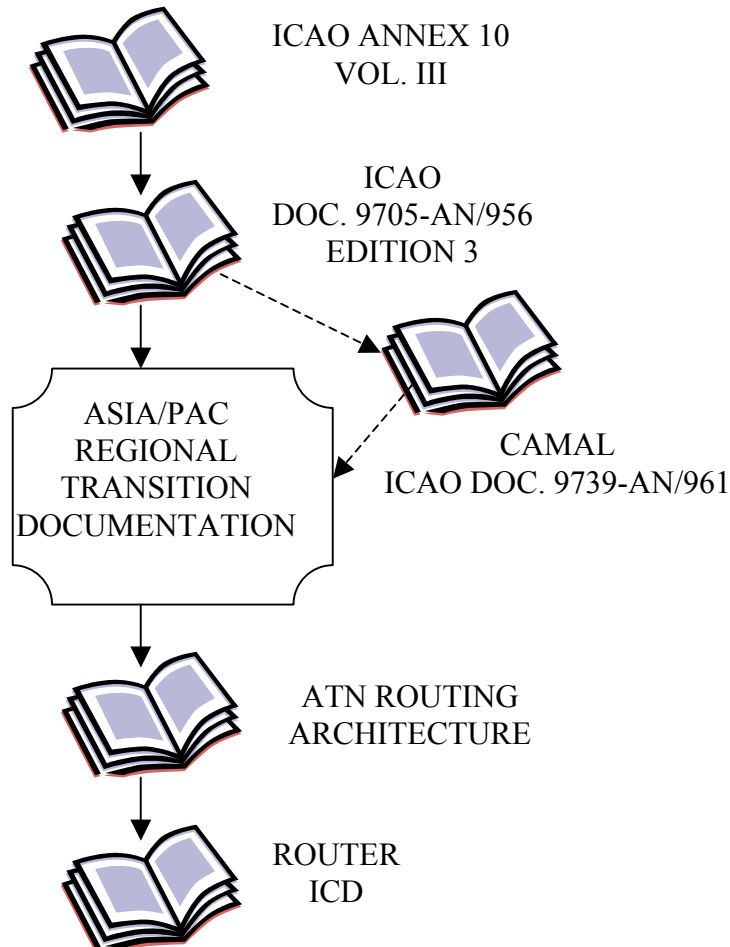 ICAO ANNEX 10
VOL. III
ICAO
DOC. 9705-AN/956
EDITION 3
ASIA/PAC
REGIONAL
TRANSITION
DOCUMENTATION
CAMAL
ICAO DOC. 9739-AN/961
ATN ROUTING
ARCHITECTURE
ROUTER
ICD